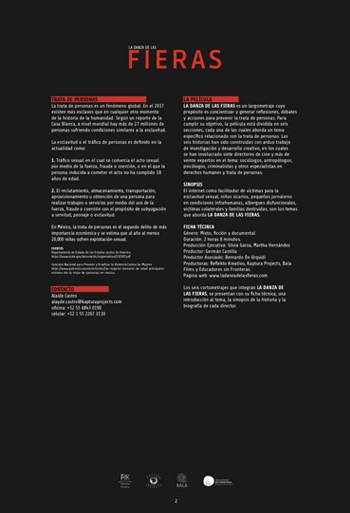 LA DANZA DE LAS
FIERAS
TRATA DE PERSONAS
La trata de personas es un fenómeno global. En el 2017
existen más esclavos que en cualquier otro momento
de la historia de la humanidad. Según un reporte de la
Casa Blanca, a nivel mundial hay más de 27 millones de
personas sufriendo condiciones similares a la esclavitud.
La esclavitud o el tráfico de personas es definido en la
actualidad como:
1. Tráfico sexual en el cual se comercia el acto sexual
por medio de la fuerza, fraude o coerción, o en el que la
persona inducida a cometer el acto no ha cumplido 18
años de edad.
2. El reclutamiento, almacenamiento, transportación,
aprovisionamiento u obtención de una persona para
realizar trabajos o servicios por medio del uso de la
fuerza, fraude o coerción con el propósito de subyugación
a servitud, peonaje o esclavitud.
En México, la trata de personas es el segundo delito de más
importancia económica y se estima que al año al menos
20,000 niños sufren explotación sexual.
FUENTES
CONTACTO
Alaide Castro
alayde.castro@kapturaprojects.com
oficina: +52 55 6843 0190
celular: +52 1 55 2267 3110
LA PELÍCULA
LA DANZA DE LAS FIERAS es un largometraje cuyo
propósito es concientizar y generar reflexiones, debates
y acciones para prevenir la trata de personas. Para
cumplir su objetivo, la película está dividida en seis
secciones, cada una de las cuales aborda un tema
específico relacionado con la trata de personas. Las
seis historias han sido construidas con arduo trabajo
de investigación y desarrollo creativo, en los cuales
se han involucrado siete directores de cine y más de
veinte expertos en el tema: sociólogos, antropólogos,
psicólogos, criminalistas y otros especialistas en
derechos humanos y trata de personas.
SINOPSIS
El internet como facilitador de víctimas para la
esclavitud sexual, niños sicarios, pequeños jornaleros
en condiciones infrahumanas, albergues disfuncionales,
víctimas colaterales y familias destruidas, son los temas
que aborda LA DANZA DE LAS FIERAS.
FICHA TÉCNICA
Género: Mixto, ficción y documental
Duración: 2 horas 8 minutos
Producción Ejecutiva: Silvia Garza, Martha Hernández
Productor: Germán Castilla
Productor Asociado: Bernardo De Urquidi
Productoras: Reflekto Kreativo, Kaptura Projects, Bala
Films y Educadores sin Fronteras.
Pagina web: www.ladanzadelasfieras.com
Los seis cortometrajes que integran LA DANZA DE
LAS FIERAS, se presentan con su ficha técnica, una
introducción al tema, la sinopsis de la historia y la
biografía de cada director.
BALA
2